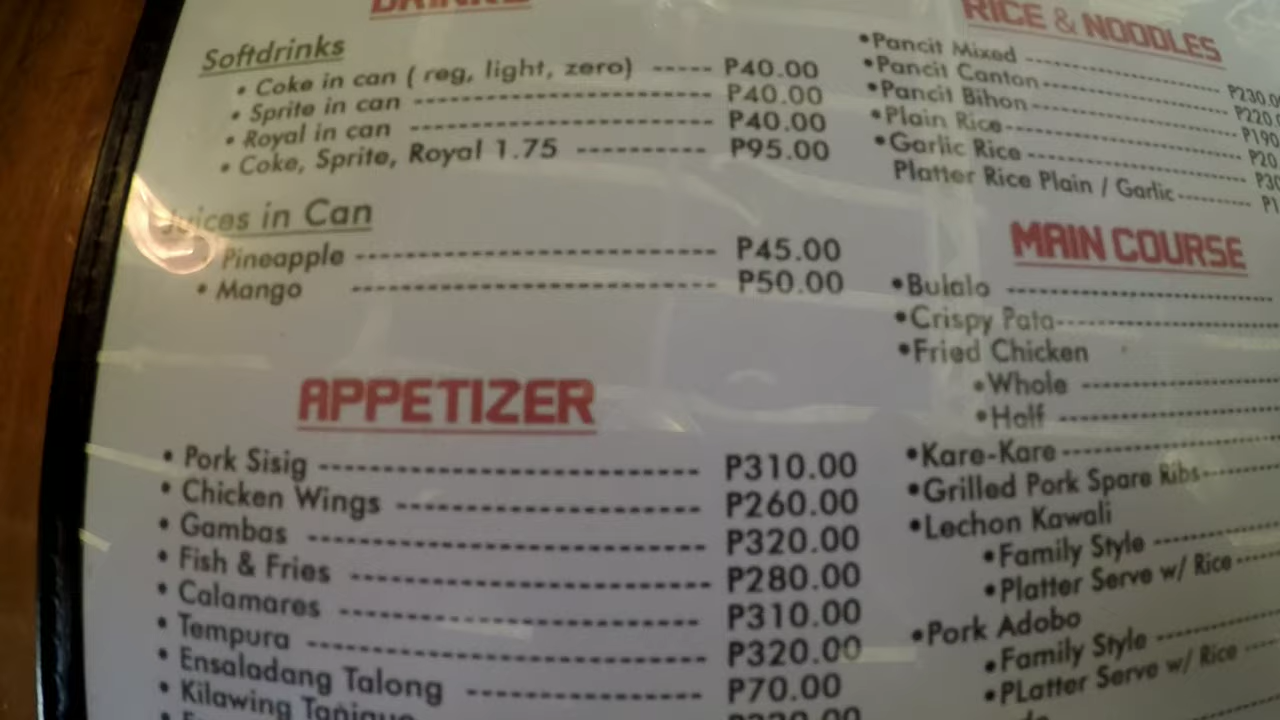 DRINKS
Softdrinks
• Coke in can ( reg, light, zero) ----- P40.00
• Sprite in can ---------------------------- P40.00
• Royal in can ---------------------------- P40.00
• Coke, Sprite, Royal 1.75 ------------ P95.00
Juices in Can
Pineapple --------------------------------- P45.00
• Mango --------------------------------- P50.00
APPETIZER
• Pork Sisig ----------------------------------- P310.00
• Chicken Wings ---------------------------- P260.00
• Gambas ------------------------------------ P320.00
• Fish & Fries --------------------------------- P280.00
• Calamares --------------------------------- P310.00
• Tempura ------------------------------------ P320.00
• Ensaladang Talong --------------------- P70.00
• Kilawing
RICE & NOODLES
•Pancit Mixed ------------------------ P230.0
•Pancit Canton ---------------------- P220.
•Pancit Bihon ------------------------ P190
•Plain Rice --------------------------- P20
•Garlic Rice -------------------------- P30
Platter Rice Plain / Garlic ---------- P1
MAIN COURSE
•Bulalo ---------------------------
•Crispy Pata-----------------------
•Fried Chicken
•Whole ---------------------
•Half ------------------------
•Kare-Kare------------------------
•Grilled Pork Spare Ribs--------
•Lechon Kawali
•Family Style -------------
•Platter Serve w/ Rice----
•Pork Adobo
•Family Style -------------
•PLatter Serve w/ Rice ----